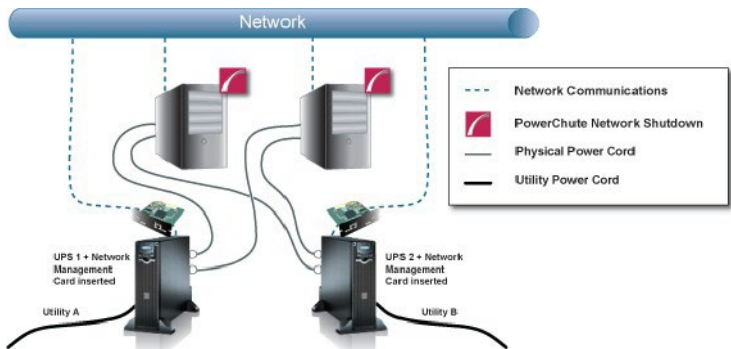 Network
Network Communications
PowerChute Network Shutdown
Physical Power Cord
Utility Power Cord
UPS 1 + Network
Management
Card inserted
UPS 2 + Network
Management
Card inserted
Utility A
Utility B